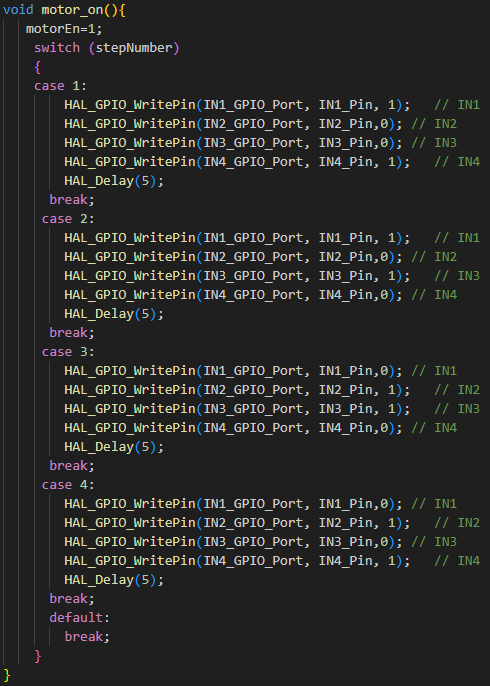 void motor_on(){
motorEn=1;
switch (stepNumber)
{
case 1:
HAL_GPIO_WritePin(IN1_GPIO_Port, IN1_Pin, 1);   // IN1
HAL_GPIO_WritePin(IN2_GPIO_Port, IN2_Pin,0); // IN2
HAL_GPIO_WritePin(IN3_GPIO_Port, IN3_Pin,0); // IN3
HAL_GPIO_WritePin(IN4_GPIO_Port, IN4_Pin, 1);   // IN4
HAL_Delay(5);
break;
case 2:
HAL_GPIO_WritePin(IN1_GPIO_Port, IN1_Pin, 1);   // IN1
HAL_GPIO_WritePin(IN2_GPIO_Port, IN2_Pin,0); // IN2
HAL_GPIO_WritePin(IN3_GPIO_Port, IN3_Pin, 1);   // IN3
HAL_GPIO_WritePin(IN4_GPIO_Port, IN4_Pin,0); // IN4
HAL_Delay(5);
break;
case 3:
HAL_GPIO_WritePin(IN1_GPIO_Port, IN1_Pin,0); // IN1
HAL_GPIO_WritePin(IN2_GPIO_Port, IN2_Pin, 1);   // IN2
HAL_GPIO_WritePin(IN3_GPIO_Port, IN3_Pin, 1);   // IN3
HAL_GPIO_WritePin(IN4_GPIO_Port, IN4_Pin,0); // IN4
HAL_Delay(5);
break;
case 4:
HAL_GPIO_WritePin(IN1_GPIO_Port, IN1_Pin,0); // IN1
HAL_GPIO_WritePin(IN2_GPIO_Port, IN2_Pin, 1);   // IN2
HAL_GPIO_WritePin(IN3_GPIO_Port, IN3_Pin,0); // IN3
HAL_GPIO_WritePin(IN4_GPIO_Port, IN4_Pin, 1);   // IN4
HAL_Delay(5);
break;
default:
break;
}
}